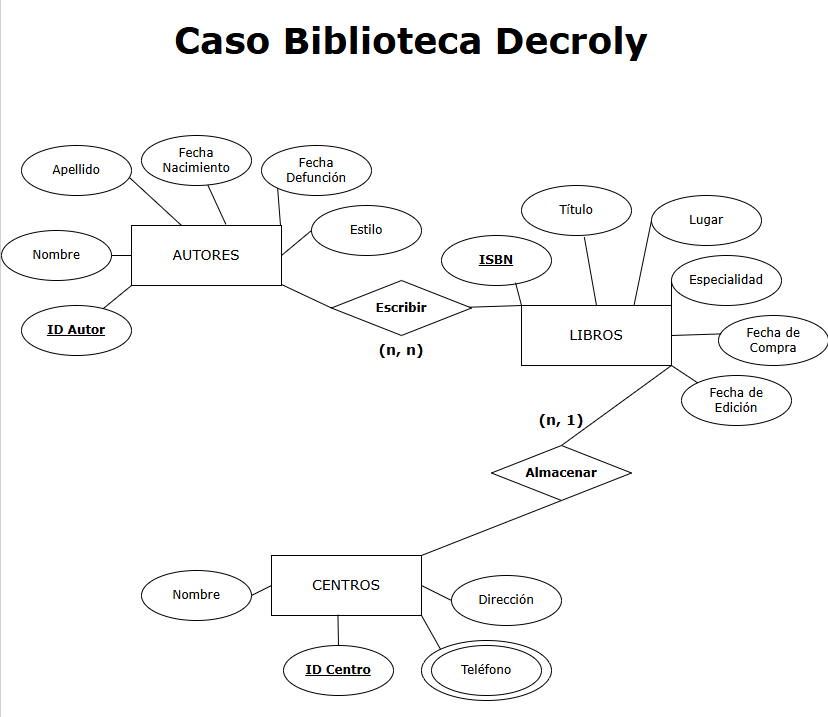 Caso Biblioteca Decroly
Apellido
Fecha
Nacimiento
Fecha
Defunción
Estilo
Nombre
AUTORES
ID Autor
Escribir
(n, n)
Título
Lugar
ISBN
Especialidad
LIBROS
Fecha de
Compra
Fecha de
Edición
(n, 1)
Almacenar
CENTROS
Nombre
Dirección
ID Centro
Teléfono